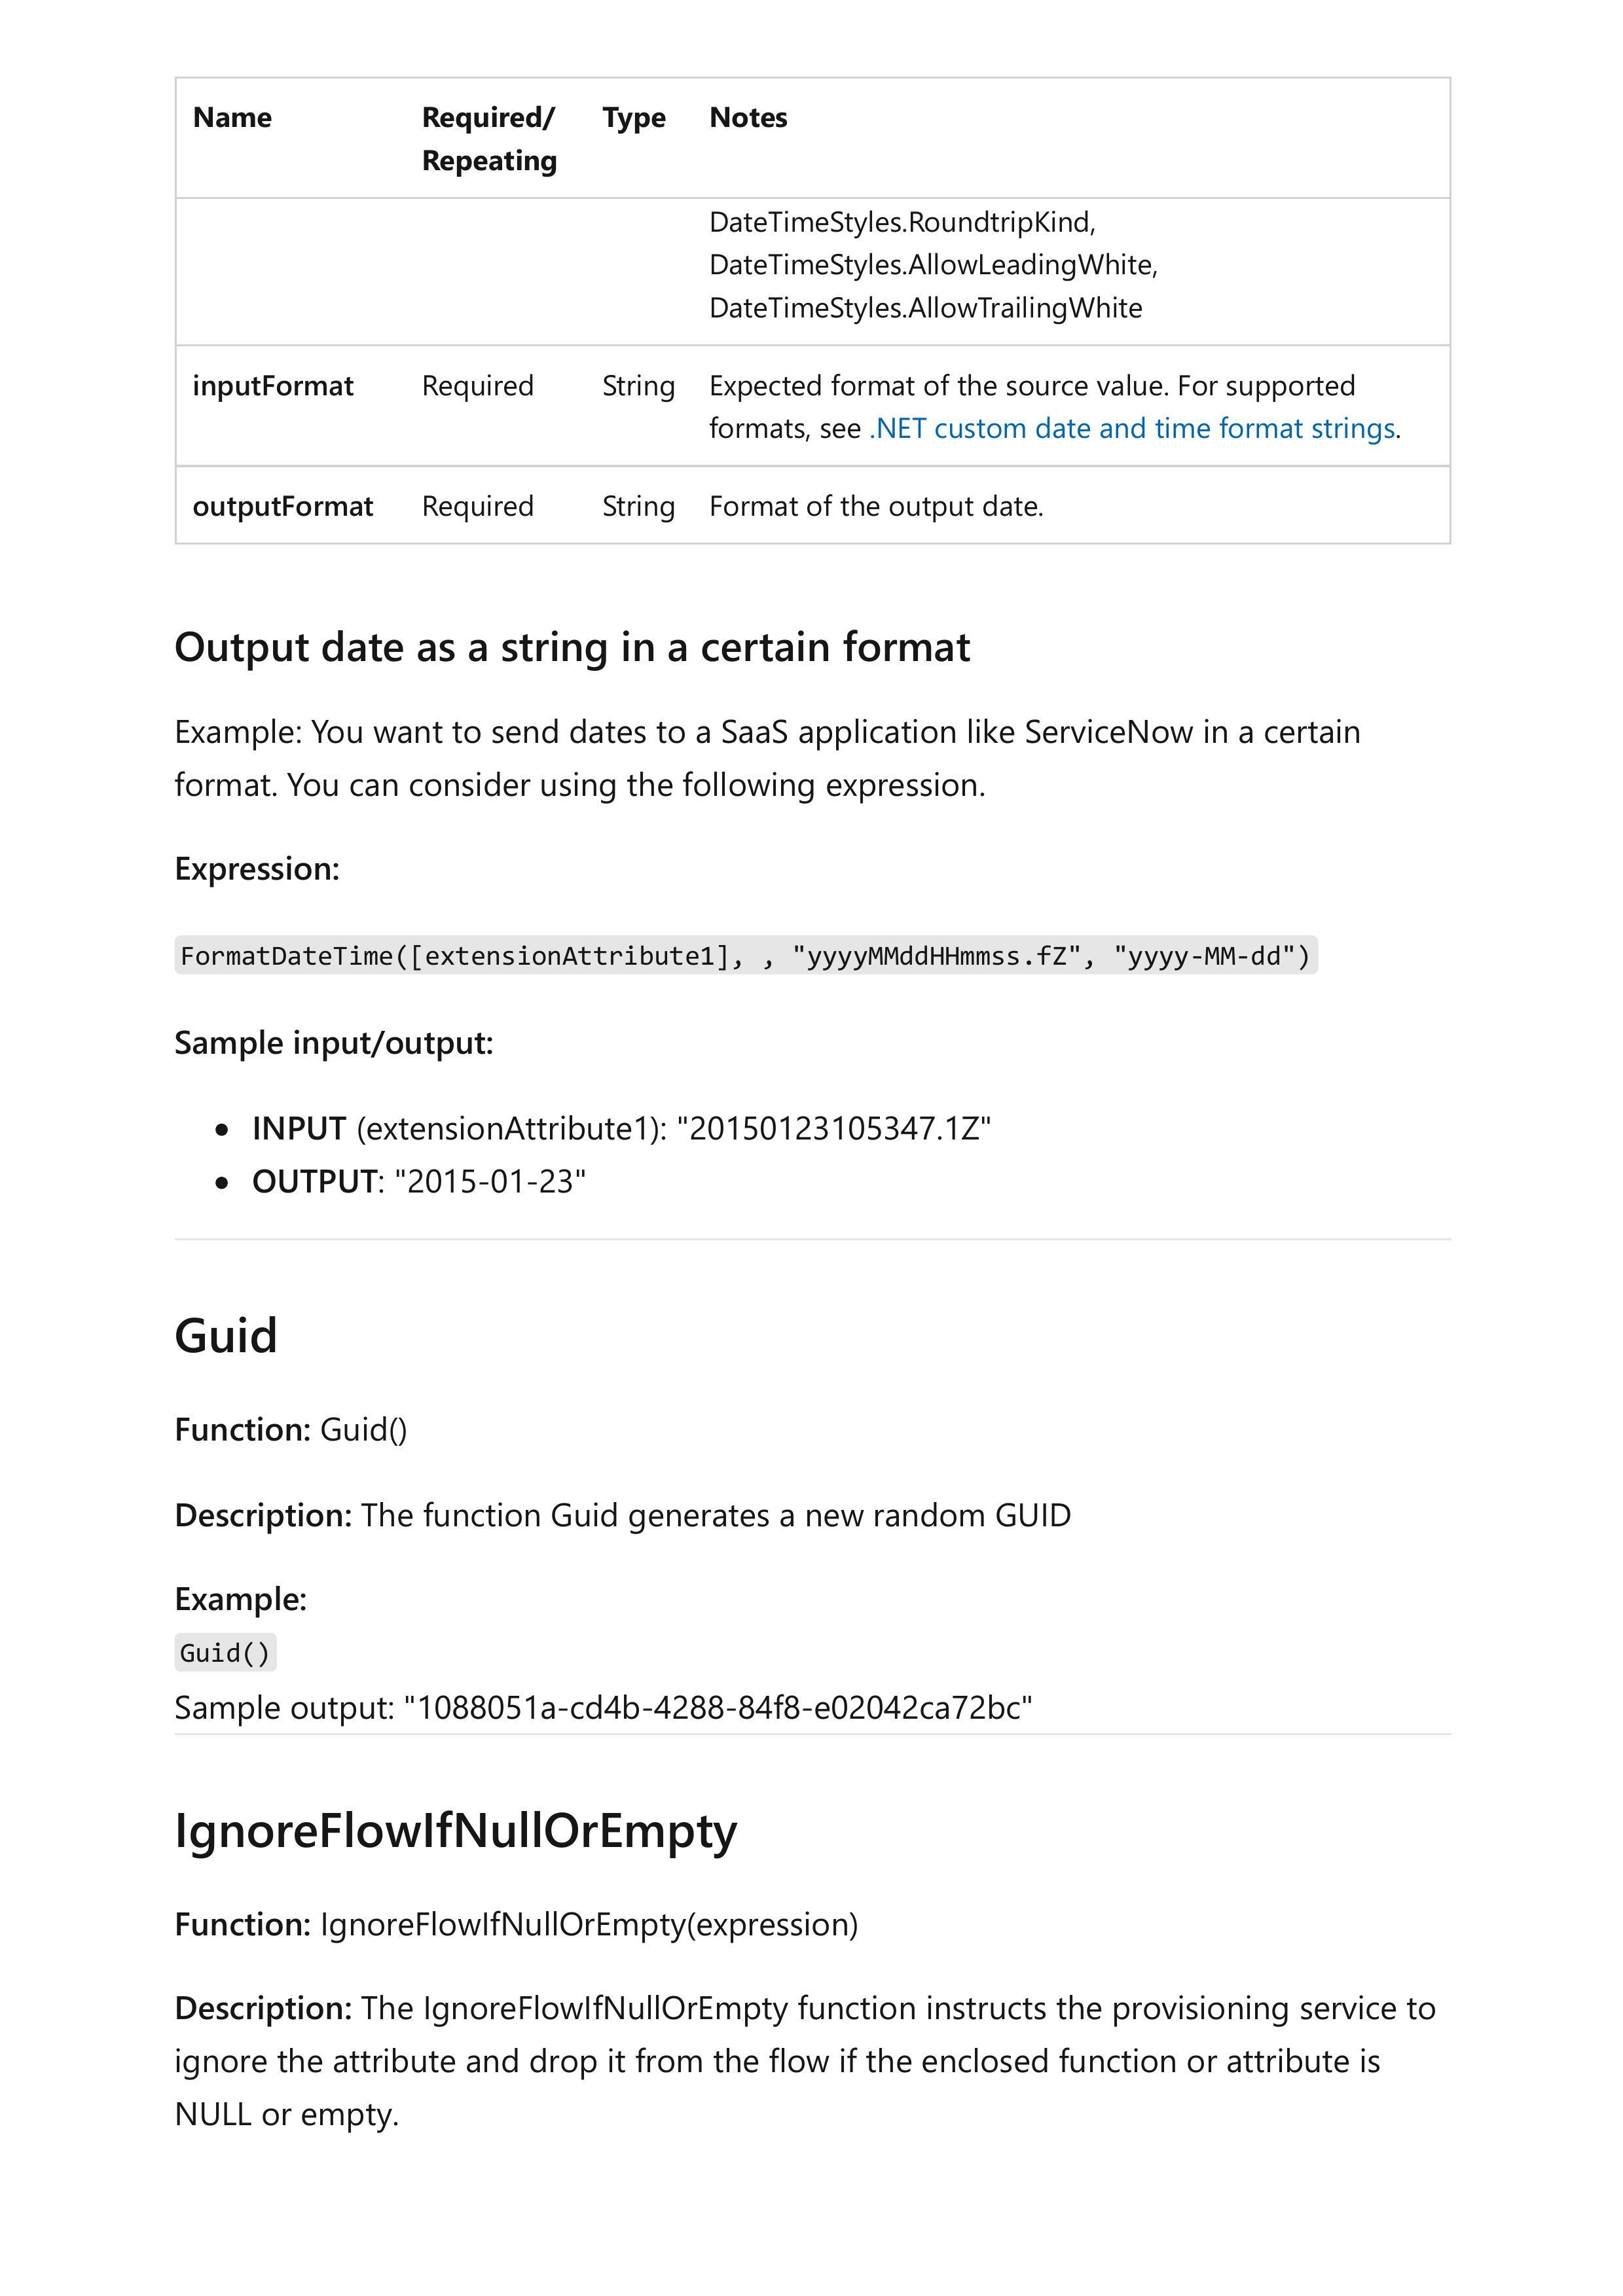 Name Required/ Type Notes
Repeating
DateTimeStyles.RoundtripKind,
DateTimeStyles.AllowLeadingWhite,
DateTimeStyles.AllowTrailingWhite
inputFormat Required String Expected format of the source value. For supported
formats, see .NET custom date and time format strings.
outputFormat Required String Format of the output date.
Output date as a string in a certain format
Example: You want to send dates to a SaaS application like ServiceNow in a certain
format. You can consider using the following expression.
Expression:
FormatDateTime([extensionAttribute1], , "yyyyMMddHHmmss.fZ", "yyyy-MM-dd")
Sample input/output:
• INPUT (extensionAttribute1): "20150123105347.1Z"
• OUTPUT: "2015-01-23"
Guid
Function: Guid()
Description: The function Guid generates a new random GUID
Example:
Guid()
Sample output: "1088051a-cd4b-4288-84f8-e02042ca72bc"
IgnoreFlowIfNullOrEmpty
Function: IgnoreFlowIfNullOrEmpty(expression)
Description: The IgnoreFlowIfNullOrEmpty function instructs the provisioning service to
ignore the attribute and drop it from the flow if the enclosed function or attribute is
NULL or empty.